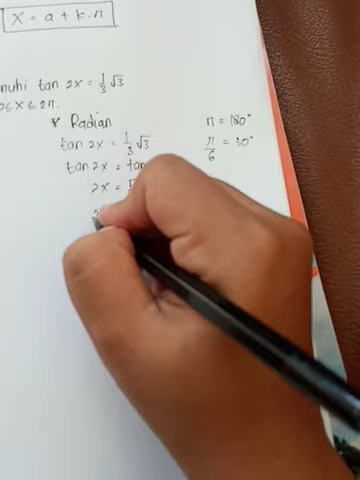 X = a + k.π
nuhi tan 2x = 1/3 √3
≤ x ≤ 2π.
* Radian
π = 180°
tan 2x = 1/3 √3
π/6 = 30°
tan 2x = tan
2x =